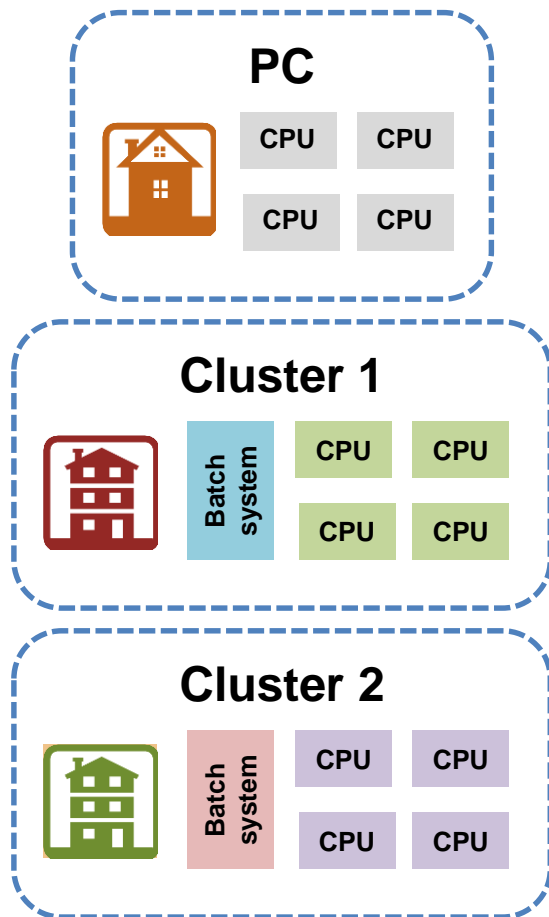 PC
CPU CPU
CPU CPU
Cluster 1
Batch
system
CPU CPU
CPU CPU
Cluster 2
Batch
system
CPU CPU
CPU CPU